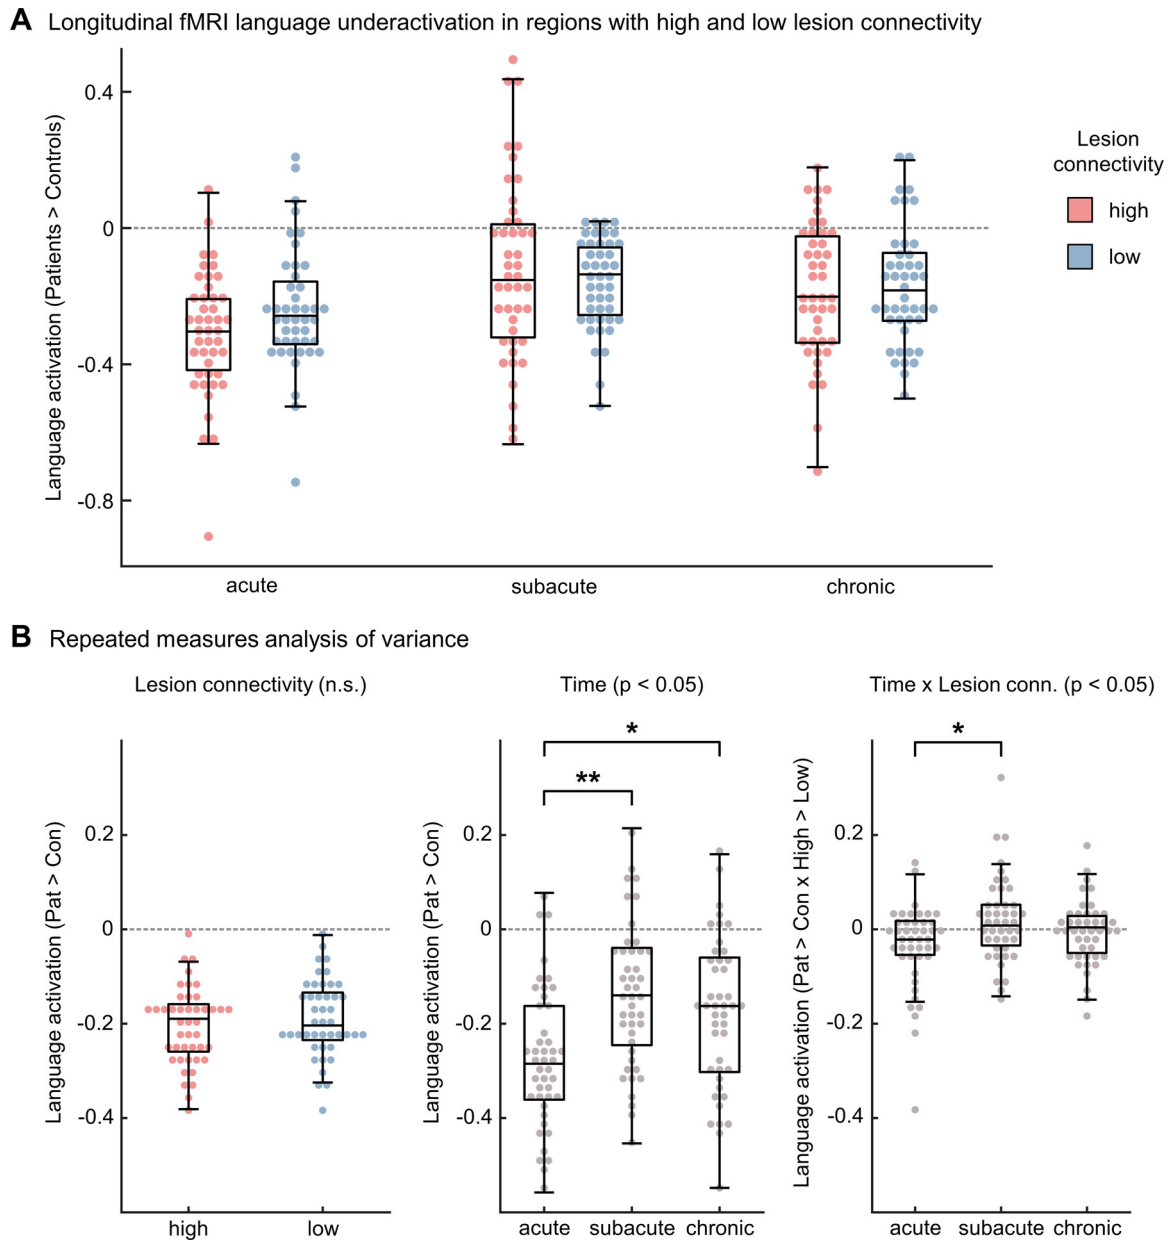 A Longitudinal fMRI language underactivation in regions with high and low lesion connectivity
Language activation (Patients > Controls)
0.4
0
-0.4
-0.8
acute subacute chronic
Lesion
connectivity
high
low
B Repeated measures analysis of variance
Lesion connectivity (n.s.)
Language activation (Pat > Con)
0.2
0
-0.2
-0.4
high low
Time (p < 0.05)
Language activation (Pat > Con)
0.2
0
-0.2
-0.4
*
**
acute subacute chronic
Time x Lesion conn. (p < 0.05)
Language activation (Pat > Con x High > Low)
0.2
0
-0.2
-0.4
*
acute subacute chronic